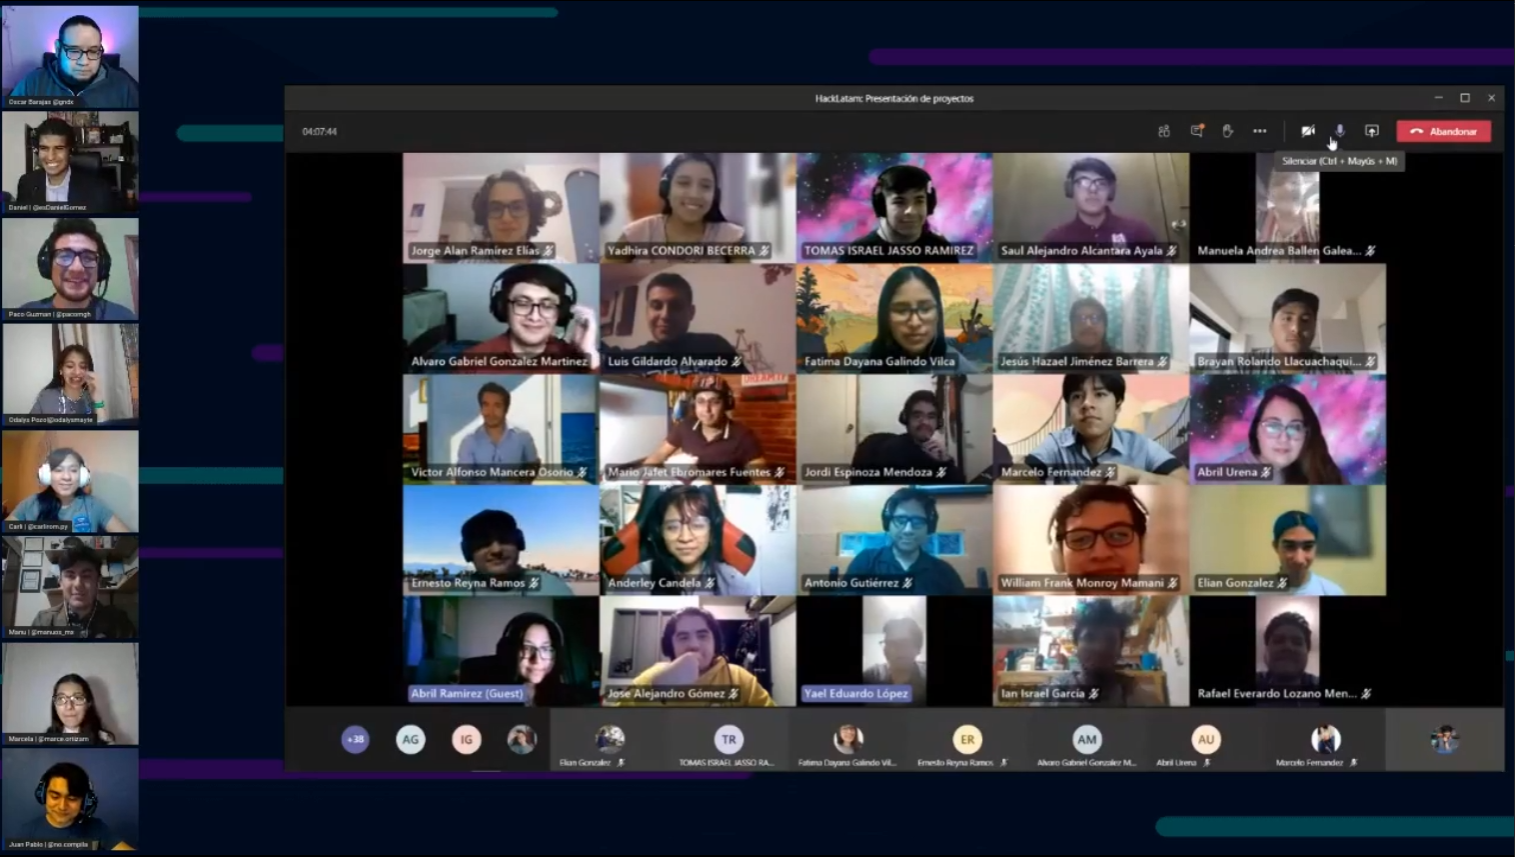 Oscar Barajas @gndx
Daniel | @esDanielGomez
Paco Guzman | @pacomgh
Odalys Pozo|@odalysmayte
Carli | @carlirom.py
Manu | @manuos_mx
Marcela | @marce.ortizam
Juan Pablo | @no.compila
HackLatam: Presentación de proyectos
04:07:44
Abandonar
Silenciar (Ctrl + Mayús + M)
Jorge Alan Ramirez Elías
Yadhira CONDORI BECERRA
TOMAS ISRAEL JASSO RAMIREZ
Saul Alejandro Alcantara Ayala
Manuela Andrea Ballen Galea...
Alvaro Gabriel Gonzalez Martinez
Luis Gildardo Alvarado
Fatima Dayana Galindo Vilca
Jesús Hazael Jiménez Barrera
Brayan Rolando Llacuachaqui...
Victor Alfonso Mancera Osorio
Mario Jafet Ebromares Fuentes
Jordi Espinoza Mendoza
Marcelo Fernandez
Abril Urena
Ernesto Reyna Ramos
Anderley Candela
Antonio Gutiérrez
William Frank Monroy Mamani
Elian Gonzalez
Abril Ramirez (Guest)
Jose Alejandro Gómez
Yael Eduardo López
Ian Israel García
Rafael Everardo Lozano Men...
+38
AG
IG
TR
ER
AM
AU
Elian Gonzalez
TOMAS ISRAEL JASSO RA...
Fatima Dayana Galindo Vil...
Ernesto Reyna Ramos
Alvaro Gabriel Gonzalez M...
Abril Urena
Marcelo Fernandez